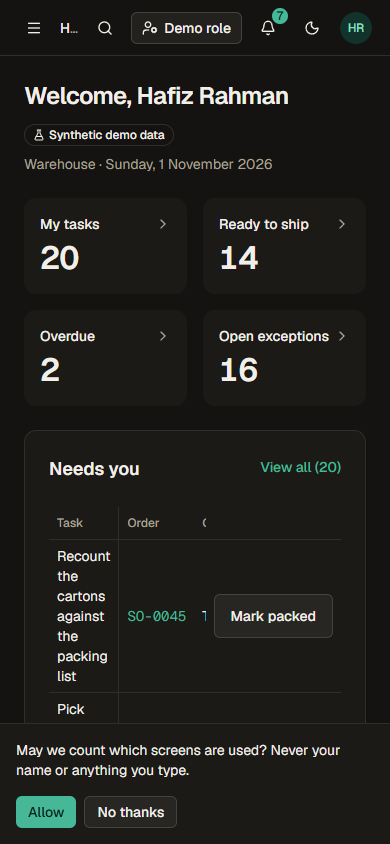 H...
Demo role
7
HR
Welcome, Hafiz Rahman
Synthetic demo data
Warehouse · Sunday, 1 November 2026
My tasks
20
Ready to ship
14
Overdue
2
Open exceptions
16
Needs you
View all (20)
Task
Order
Recount
the
cartons
against
the
packing
list
SO-0045
Mark packed
Pick
May we count which screens are used? Never your
name or anything you type.
Allow
No thanks